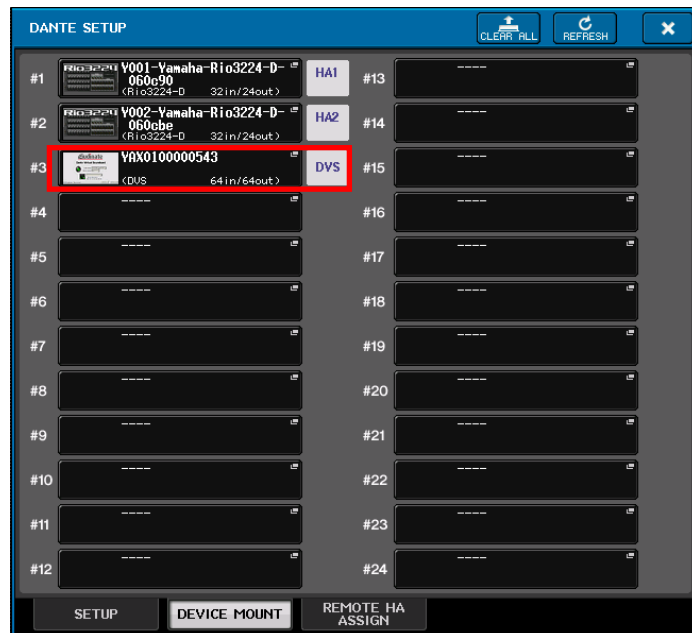 DANTE SETUP
CLEAR ALL
REFRESH
#1
Rio3224
Y001-Yamaha-Rio3224-D-
060c90
(Rio3224-D 32in/24out)
HA1
#2
Rio3224
Y002-Yamaha-Rio3224-D-
060cbe
(Rio3224-D 32in/24out)
HA2
#3
Audinate
YAX0100000543
(DVS 64in/64out)
DVS
#4
----
#5
----
#6
----
#7
----
#8
----
#9
----
#10
----
#11
----
#12
----
#13
----
#14
----
#15
----
#16
----
#17
----
#18
----
#19
----
#20
----
#21
----
#22
----
#23
----
#24
----
SETUP
DEVICE MOUNT
REMOTE HA
ASSIGN